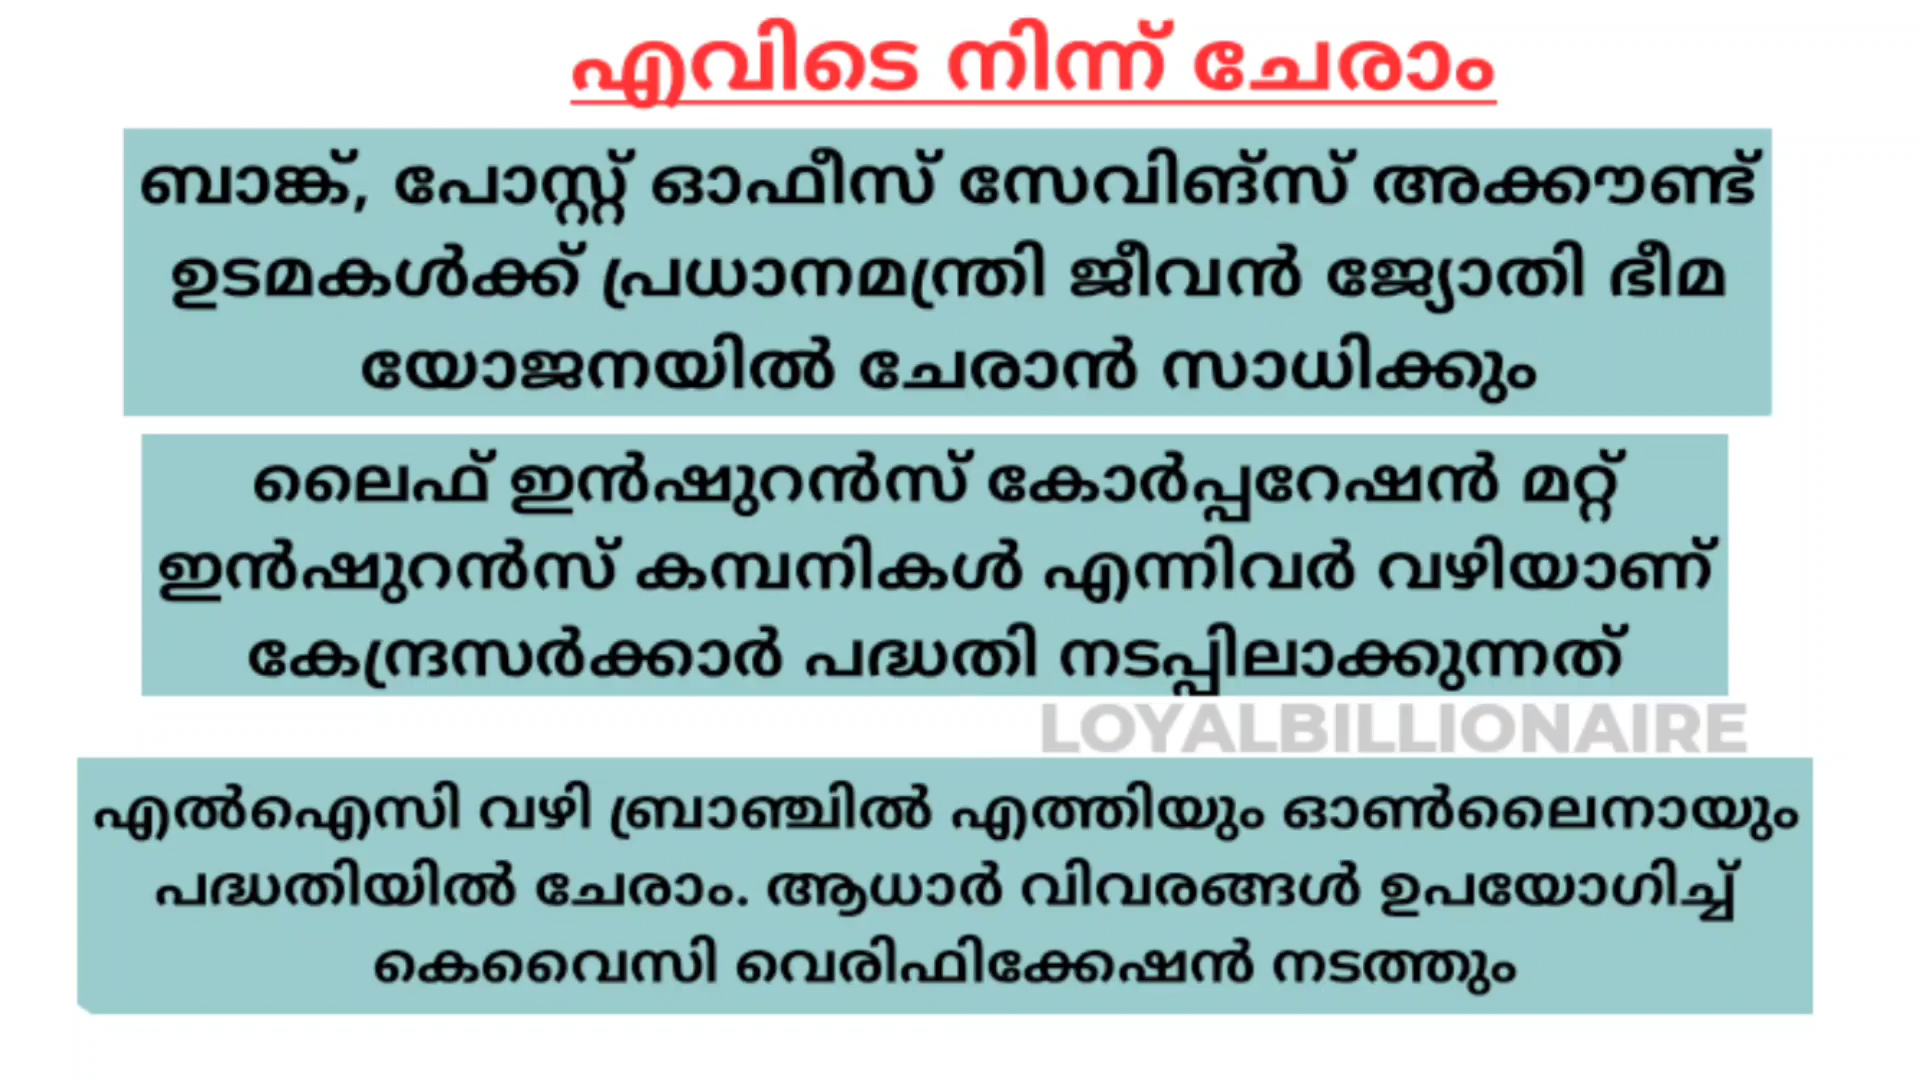 എവിടെ നിന്ന് ചേരാം
ബാങ്ക്, പോസ്റ്റ് ഓഫീസ് സേവിങ്സ് അക്കൗണ്ട്
ഉടമകൾക്ക് പ്രധാനമന്ത്രി ജീവൻ ജ്യോതി ഭീമ
യോജനയിൽ ചേരാൻ സാധിക്കും
ലൈഫ് ഇൻഷുറൻസ് കോർപ്പറേഷൻ മറ്റ്
ഇൻഷുറൻസ് കമ്പനികൾ എന്നിവർ വഴിയാണ്
കേന്ദ്രസർക്കാർ പദ്ധതി നടപ്പിലാക്കുന്നത്
LOYALBILLIONAIRE
എൽഐസി വഴി ബ്രാഞ്ചിൽ എത്തിയും ഓൺലൈനായും
പദ്ധതിയിൽ ചേരാം. ആധാർ വിവരങ്ങൾ ഉപയോഗിച്ച്
കെവൈസി വെരിഫിക്കേഷൻ നടത്തും